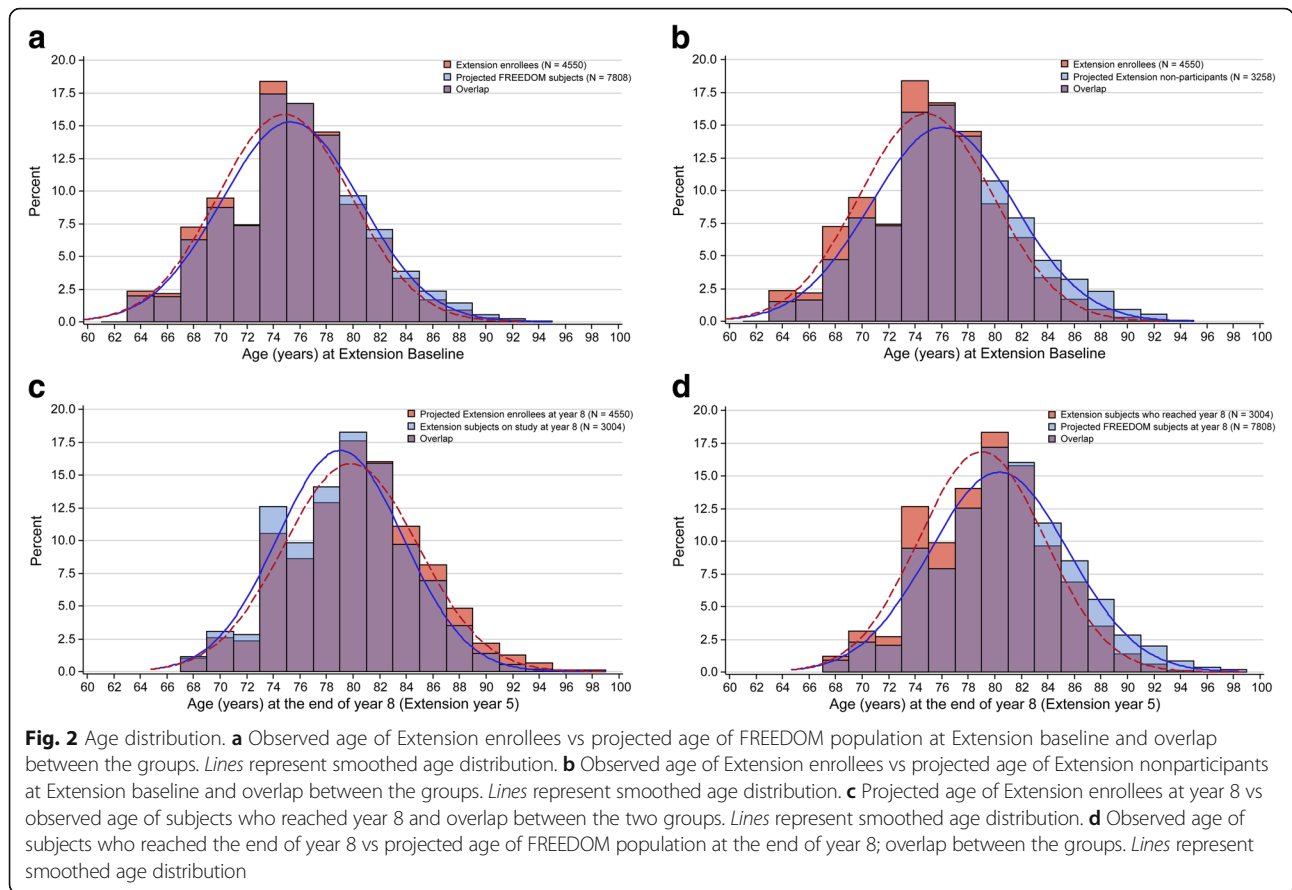 a
20.0
17.5
15.0
12.5
10.0
7.5
5.0
2.5
0.0
Percent
Extension enrollees (N = 4550)
Projected FREEDOM subjects (N = 7808)
Overlap
60 62 64 66 68 70 72 74 76 78 80 82 84 86 88 90 92 94 96 98 100
Age (years) at Extension Baseline
b
20.0
17.5
15.0
12.5
10.0
7.5
5.0
2.5
0.0
Percent
Extension enrollees (N = 4550)
Projected Extension non-participants (N = 3258)
Overlap
60 62 64 66 68 70 72 74 76 78 80 82 84 86 88 90 92 94 96 98 100
Age (years) at Extension Baseline
c
20.0
17.5
15.0
12.5
10.0
7.5
5.0
2.5
0.0
Percent
Projected Extension enrollees at year 8 (N = 4550)
Extension subjects on study at year 8 (N = 3004)
Overlap
60 62 64 66 68 70 72 74 76 78 80 82 84 86 88 90 92 94 96 98 100
Age (years) at the end of year 8 (Extension year 5)
d
20.0
17.5
15.0
12.5
10.0
7.5
5.0
2.5
0.0
Percent
Extension subjects who reached year 8 (N = 3004)
Projected FREEDOM subjects at year 8 (N = 7808)
Overlap
60 62 64 66 68 70 72 74 76 78 80 82 84 86 88 90 92 94 96 98 100
Age (years) at the end of year 8 (Extension year 5)
Fig. 2 Age distribution. a Observed age of Extension enrollees vs projected age of FREEDOM population at Extension baseline and overlap
between the groups. Lines represent smoothed age distribution. b Observed age of Extension enrollees vs projected age of Extension nonparticipants
at Extension baseline and overlap between the groups. Lines represent smoothed age distribution. c Projected age of Extension enrollees at year 8 vs
observed age of subjects who reached year 8 and overlap between the two groups. Lines represent smoothed age distribution. d Observed age of
subjects who reached the end of year 8 vs projected age of FREEDOM population at the end of year 8; overlap between the groups. Lines represent
smoothed age distribution